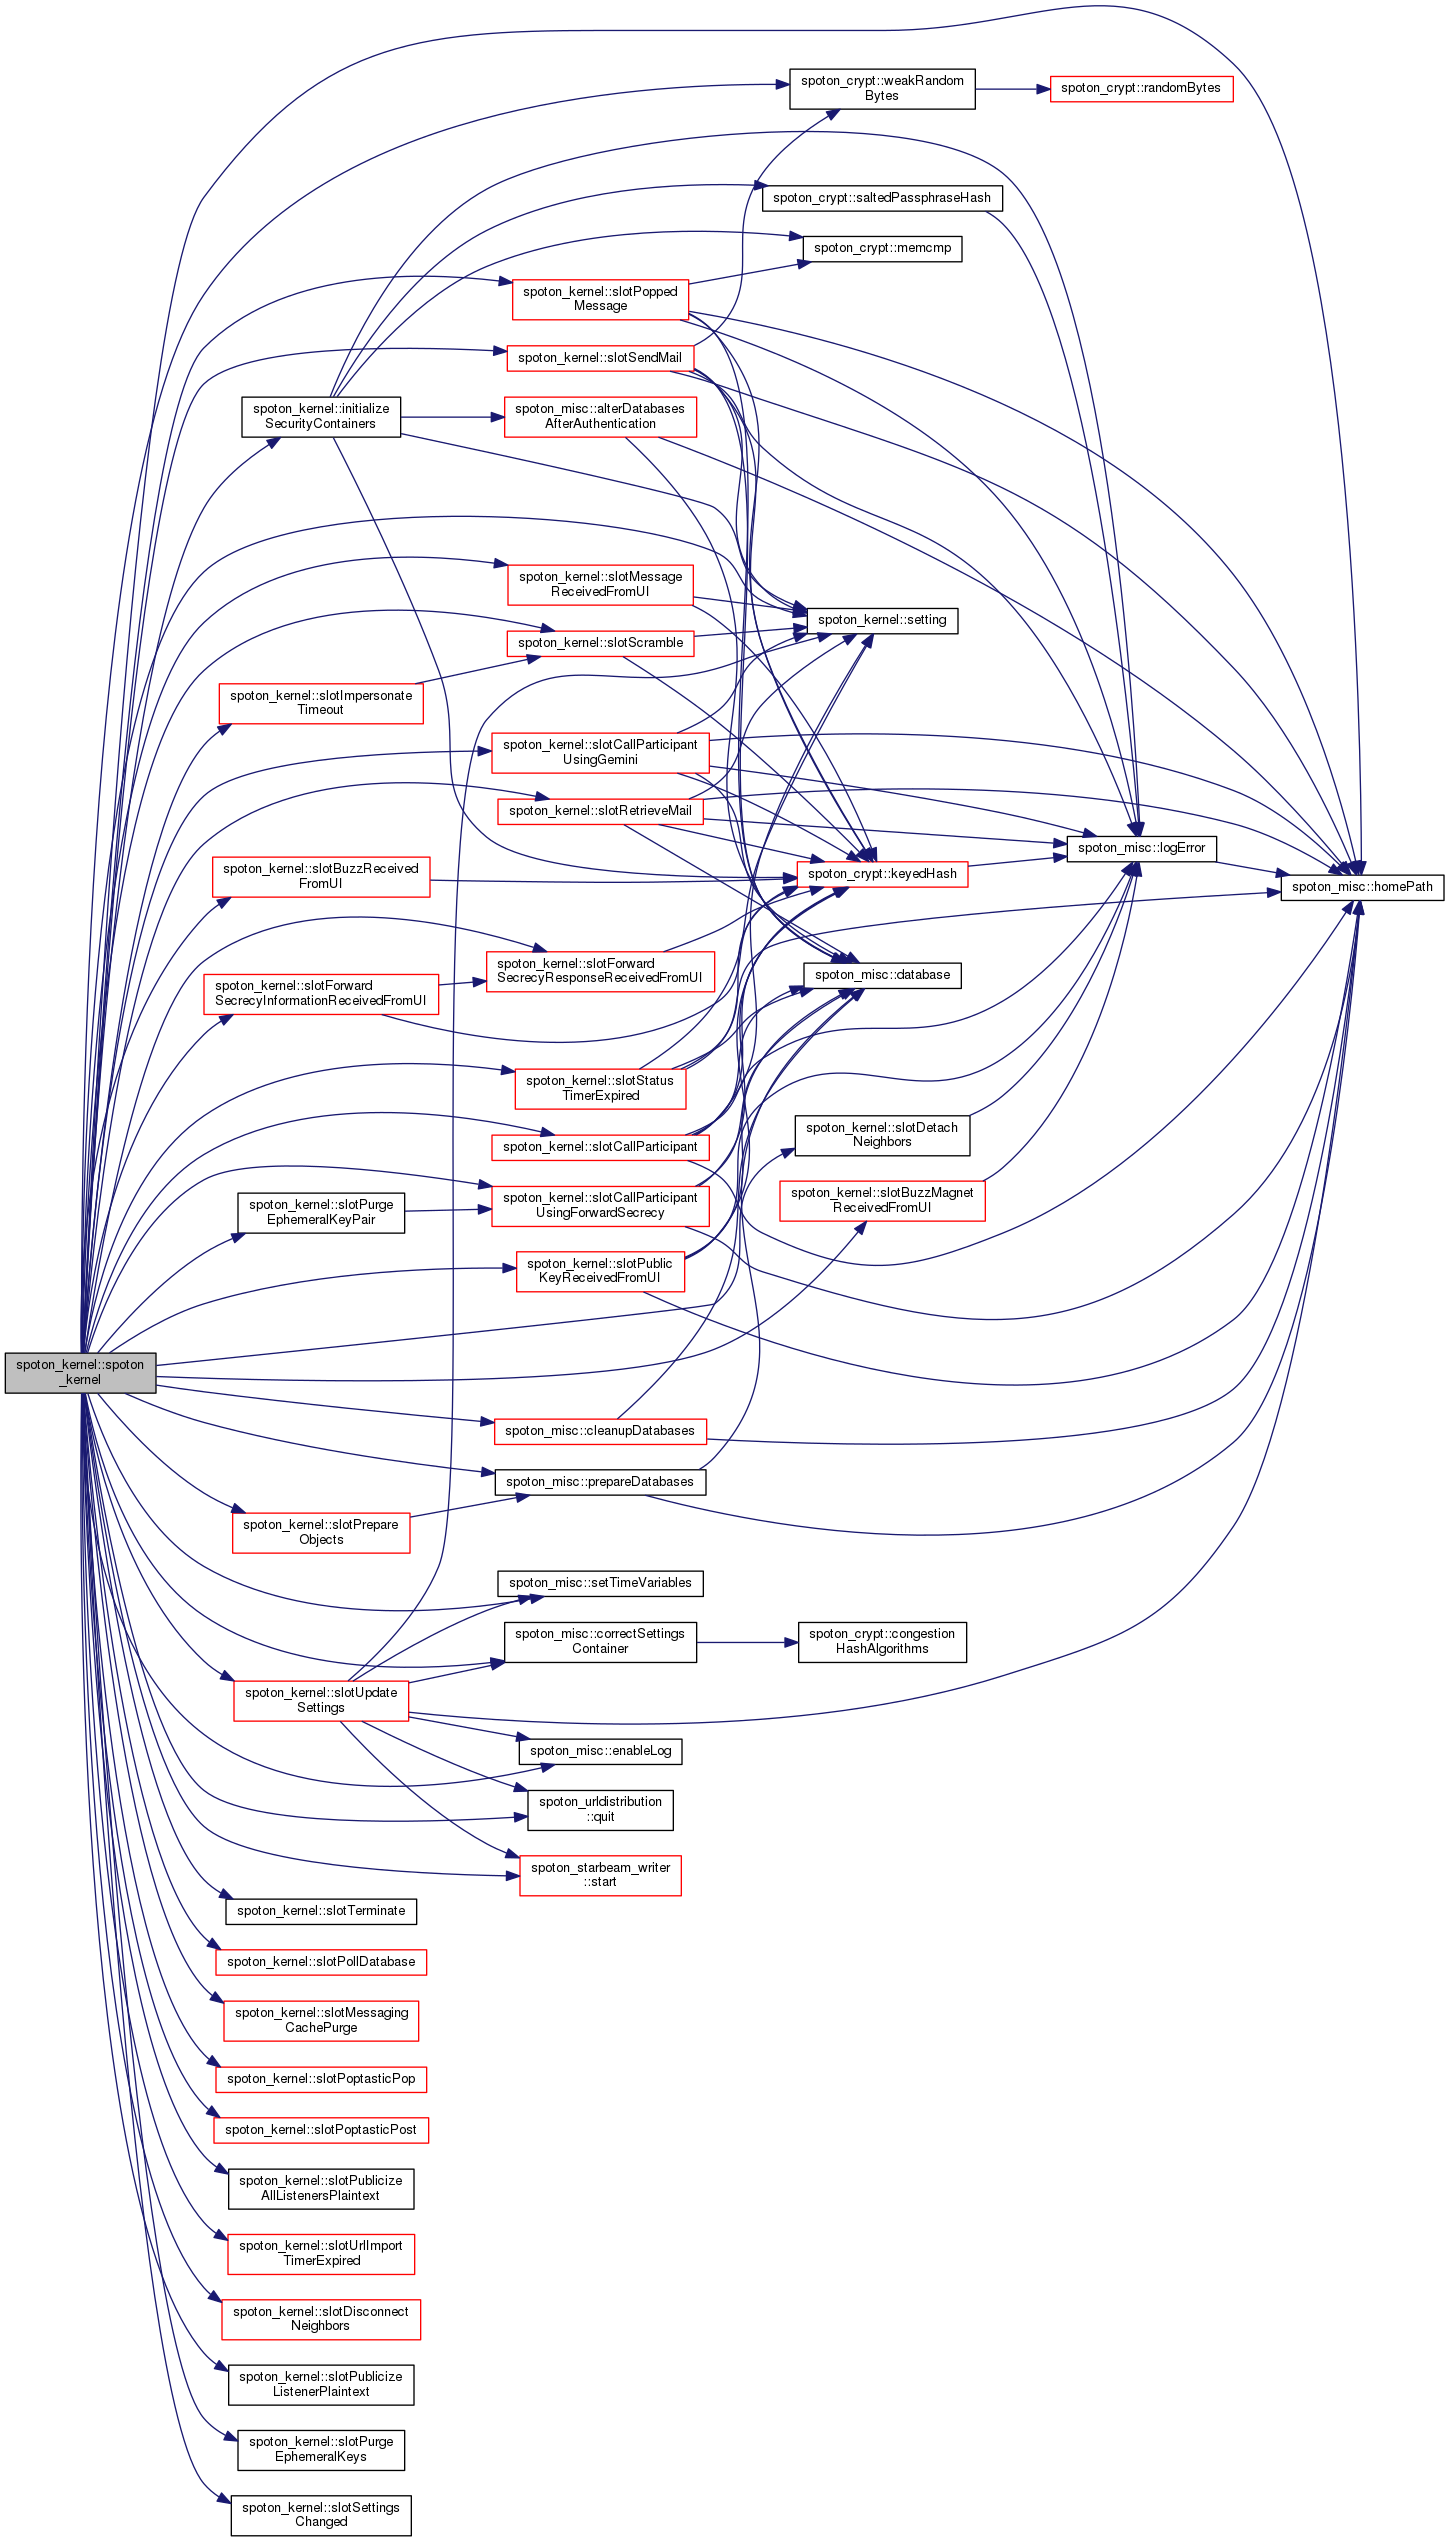 spoton_crypt::weakRandom
Bytes
spoton_crypt::randomBytes
spoton_crypt::saltedPassphraseHash
spoton_crypt::memcmp
spoton_kernel::slotPopped
Message
spoton_kernel::slotSendMail
spoton_kernel::initialize
SecurityContainers
spoton_misc::alterDatabases
AfterAuthentication
spoton_kernel::slotMessage
ReceivedFromUI
spoton_kernel::setting
spoton_kernel::slotScramble
spoton_kernel::slotImpersonate
Timeout
spoton_kernel::slotCallParticipant
UsingGemini
spoton_kernel::slotRetrieveMail
spoton_misc::logError
spoton_kernel::slotBuzzReceived
FromUI
spoton_crypt::keyedHash
spoton_misc::homePath
spoton_kernel::slotForward
SecrecyResponseReceivedFromUI
spoton_misc::database
spoton_kernel::slotForward
SecrecyInformationReceivedFromUI
spoton_kernel::slotStatus
TimerExpired
spoton_kernel::slotDetach
Neighbors
spoton_kernel::slotCallParticipant
spoton_kernel::slotBuzzMagnet
ReceivedFromUI
spoton_kernel::slotCallParticipant
UsingForwardSecrecy
spoton_kernel::slotPurge
EphemeralKeyPair
spoton_kernel::slotPublic
KeyReceivedFromUI
spoton_kernel::spoton
_kernel
spoton_misc::cleanupDatabases
spoton_misc::prepareDatabases
spoton_kernel::slotPrepare
Objects
spoton_misc::setTimeVariables
spoton_misc::correctSettings
Container
spoton_crypt::congestion
HashAlgorithms
spoton_kernel::slotUpdate
Settings
spoton_misc::enableLog
spoton_urldistribution
::quit
spoton_starbeam_writer
::start
spoton_kernel::slotTerminate
spoton_kernel::slotPollDatabase
spoton_kernel::slotMessaging
CachePurge
spoton_kernel::slotPoptasticPop
spoton_kernel::slotPoptasticPost
spoton_kernel::slotPublicize
AllListenersPlaintext
spoton_kernel::slotUrlImport
TimerExpired
spoton_kernel::slotDisconnect
Neighbors
spoton_kernel::slotPublicize
ListenerPlaintext
spoton_kernel::slotPurge
EphemeralKeys
spoton_kernel::slotSettings
Changed